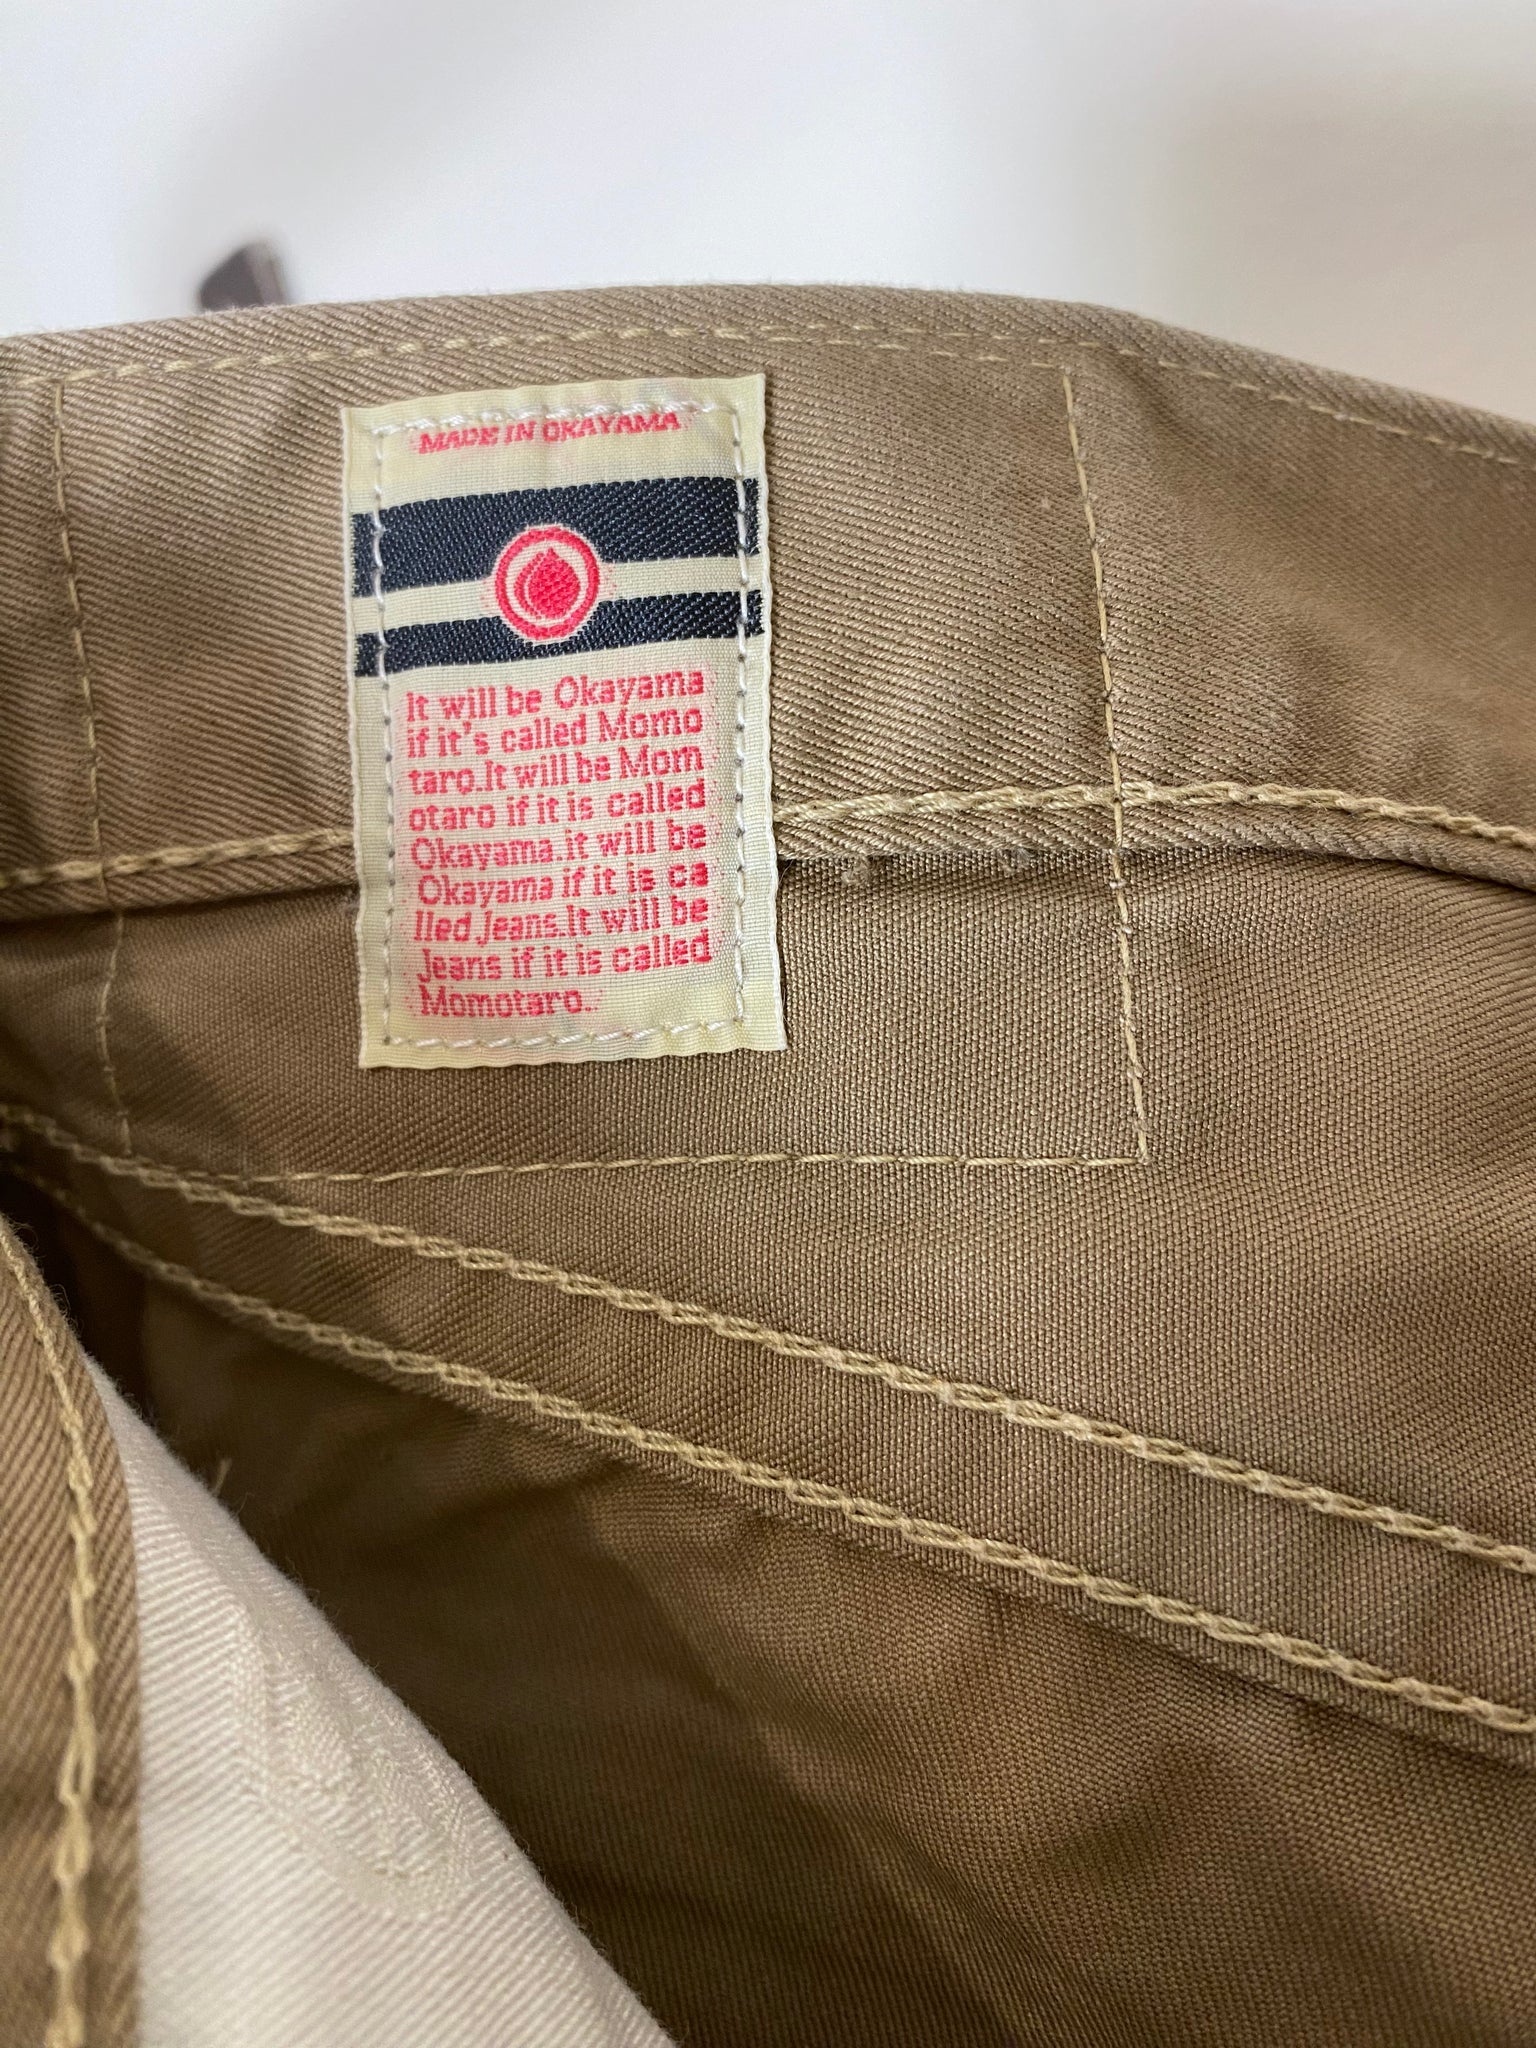 MADE IN OKAYAMA
It will be Okayama
if it's called Momo
taro.It will be Mom
otaro if it is called
Okayama.it will be
Okayama if it is ca
lled Jeans.It will be
Jeans if it is called
Momotaro.